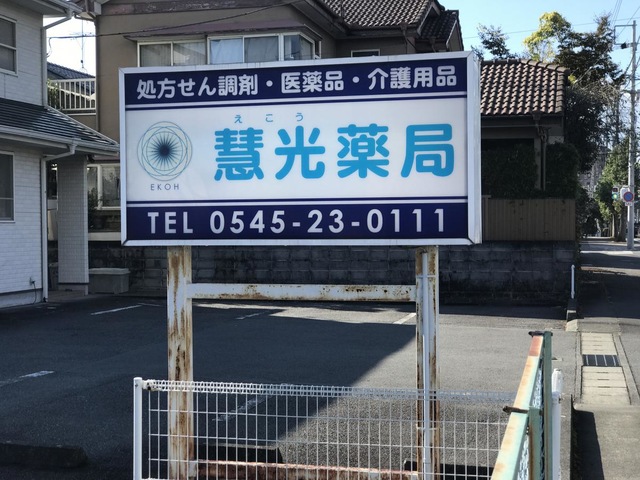 処方せん調剤・医薬品・介護用品
えこう
慧光薬局
EKOH
TEL 0545-23-0111